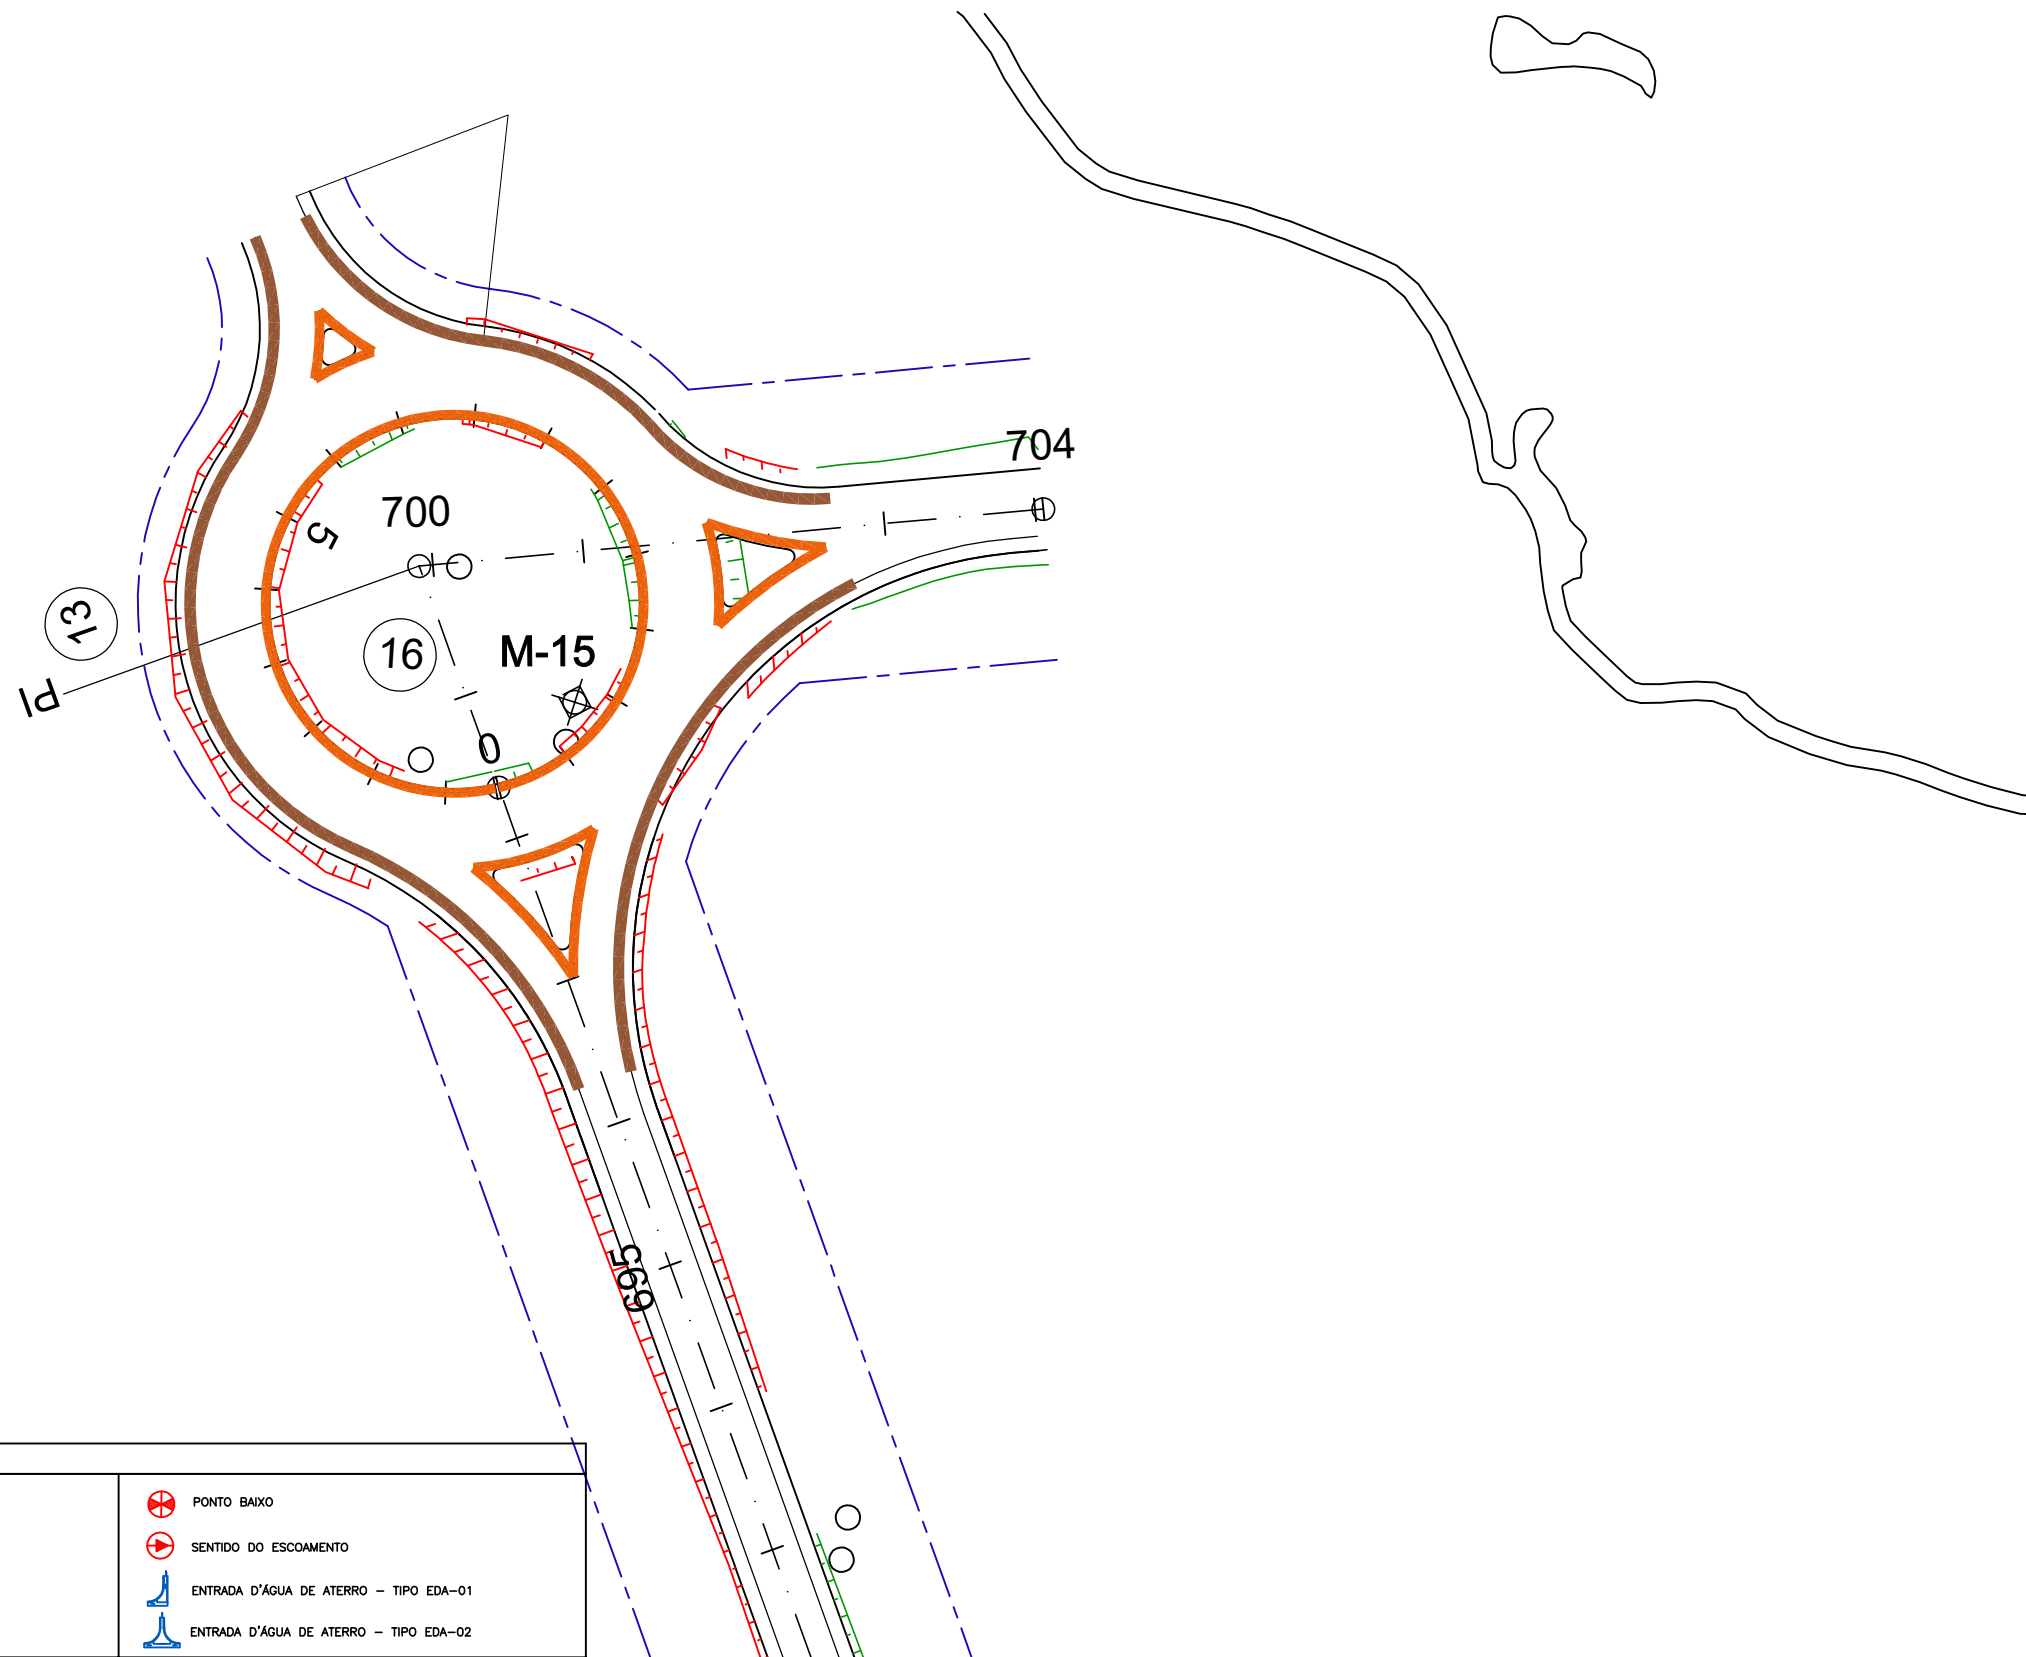 704
700
5
13
16
M-15
PI
0
695
PONTO BAIXO
SENTIDO DO ESCOAMENTO
ENTRADA D'ÁGUA DE ATERRO - TIPO EDA-01
ENTRADA D'ÁGUA DE ATERRO - TIPO EDA-02